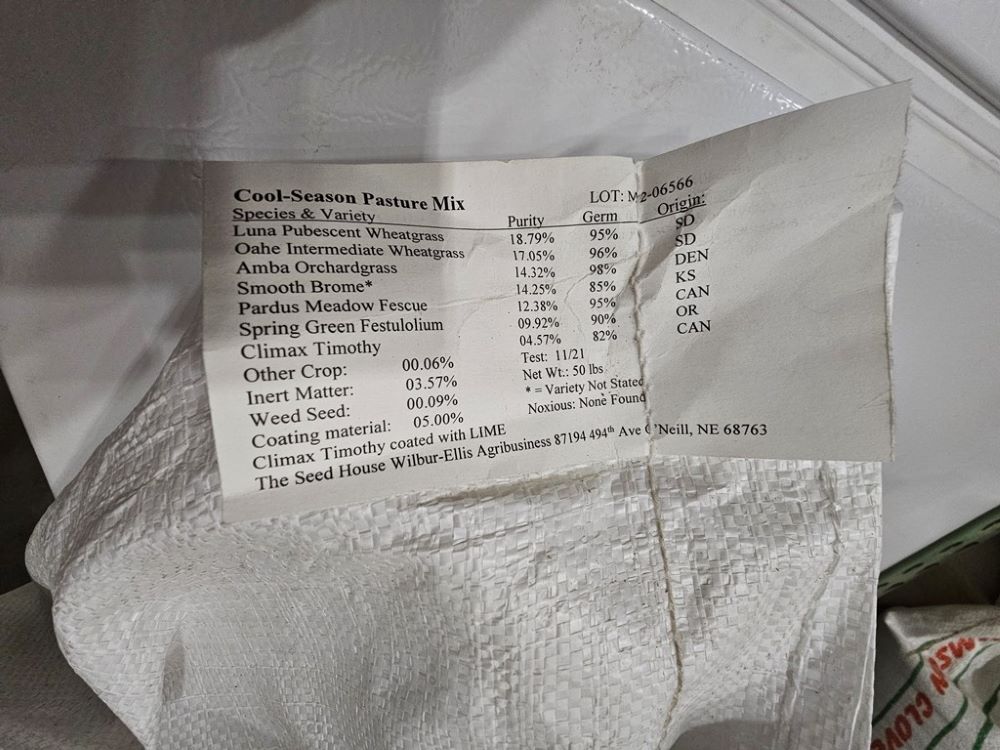 Cool-Season Pasture Mix LOT: M2-06566
Species & Variety Purity Germ Origin:
Luna Pubescent Wheatgrass 18.79% 95% SD
Oahe Intermediate Wheatgrass 17.05% 96% SD
Amba Orchardgrass 14.32% 98% DEN
Smooth Brome* 14.25% 85% KS
Pardus Meadow Fescue 12.38% 95% CAN
Spring Green Festulolium 09.92% 90% OR
Climax Timothy 04.57% 82% CAN
Other Crop: 00.06% Test: 11/21
Inert Matter: 03.57% Net Wt.: 50 lbs
Weed Seed: 00.09% * = Variety Not Stated
Coating material: 05.00% Noxious: None Found
Climax Timothy coated with LIME
The Seed House Wilbur-Ellis Agribusiness 87194 494th Ave O'Neill, NE 68763